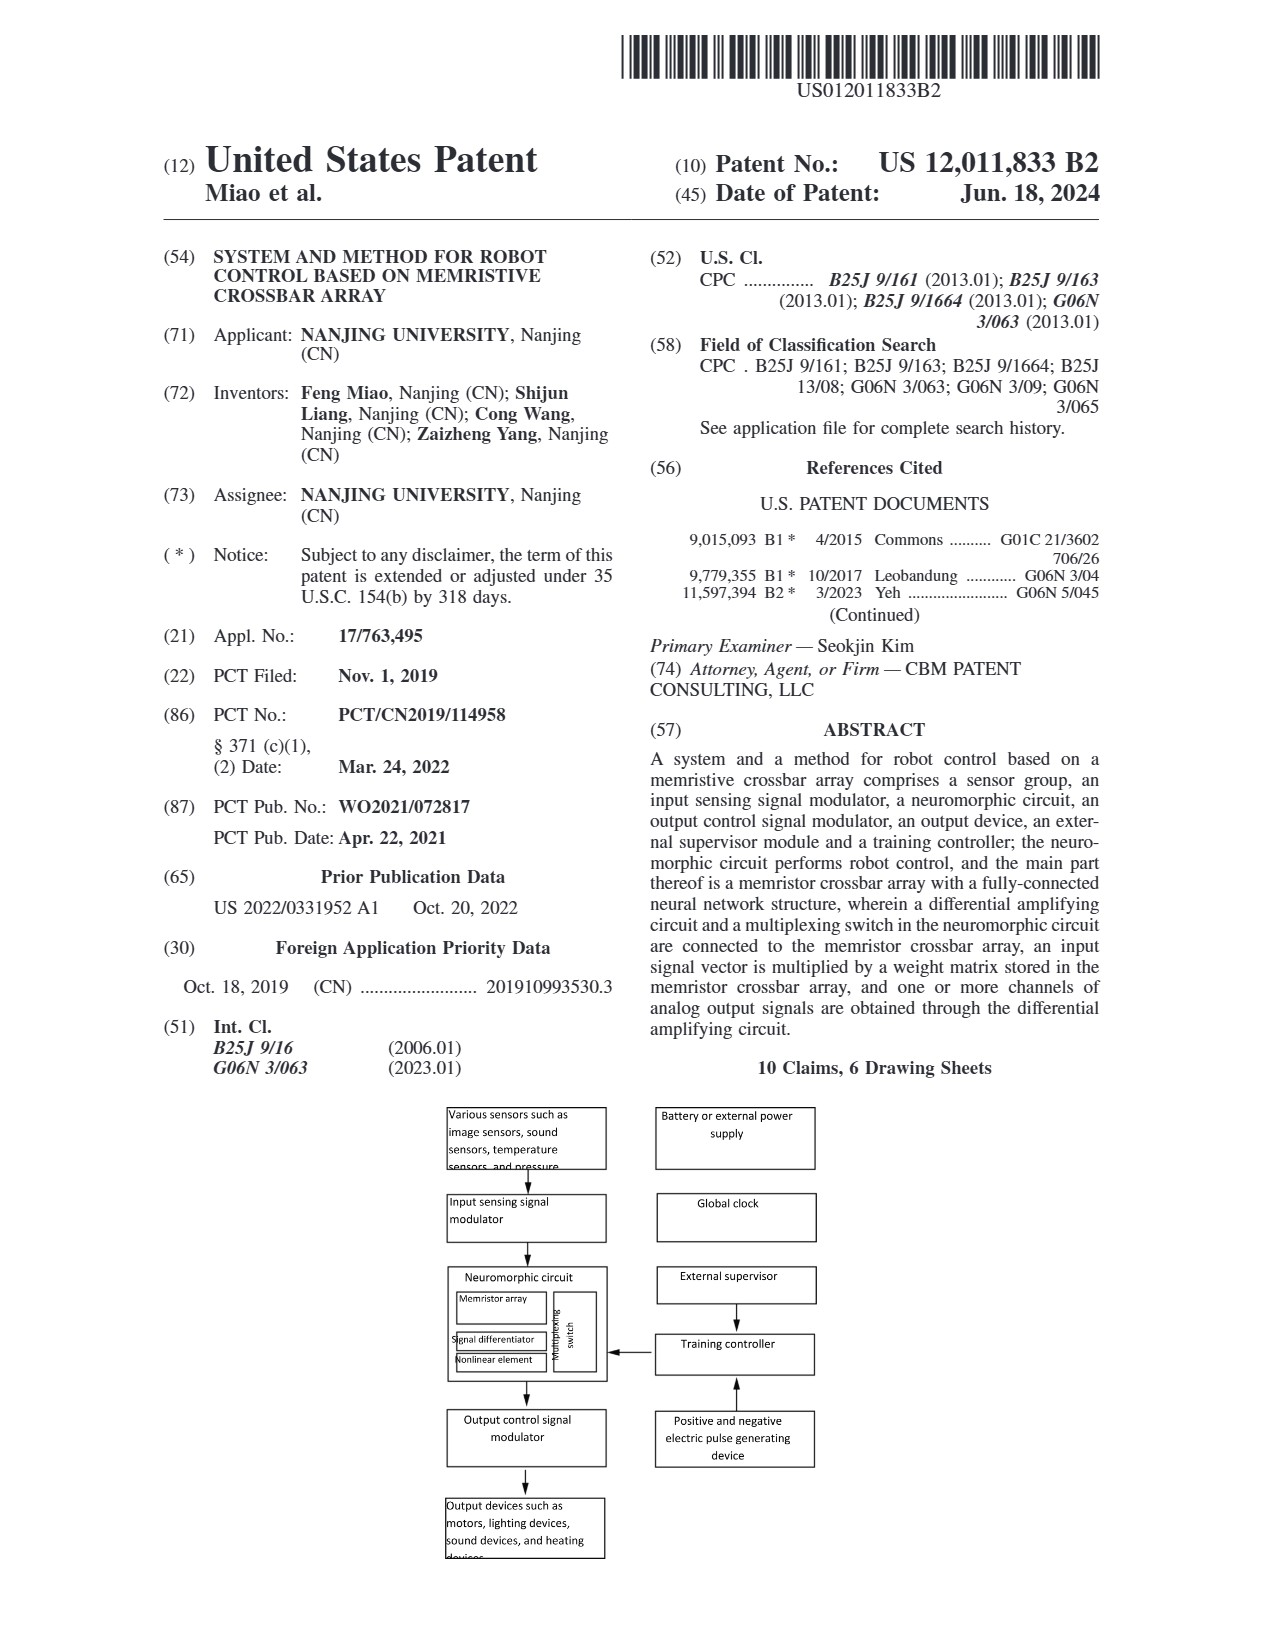 US012011833B2
(12) United States Patent
Miao et al.
(10) Patent No.: US 12,011,833 B2
(45) Date of Patent: Jun. 18, 2024
(54) SYSTEM AND METHOD FOR ROBOT
CONTROL BASED ON MEMRISTIVE
CROSSBAR ARRAY
(71) Applicant: NANJING UNIVERSITY, Nanjing
(CN)
(72) Inventors: Feng Miao, Nanjing (CN); Shijun
Liang, Nanjing (CN); Cong Wang,
Nanjing (CN); Zaizheng Yang, Nanjing
(CN)
(73) Assignee: NANJING UNIVERSITY, Nanjing
(CN)
( * ) Notice: Subject to any disclaimer, the term of this
patent is extended or adjusted under 35
U.S.C. 154(b) by 318 days.
(21) Appl. No.: 17/763,495
(22) PCT Filed: Nov. 1, 2019
(86) PCT No.: PCT/CN2019/114958
§ 371 (c)(1),
(2) Date: Mar. 24, 2022
(87) PCT Pub. No.: WO2021/072817
PCT Pub. Date: Apr. 22, 2021
(65) Prior Publication Data
US 2022/0331952 A1 Oct. 20, 2022
(30) Foreign Application Priority Data
Oct. 18, 2019 (CN) ......................... 201910993530.3
(51) Int. Cl.
B25J 9/16 (2006.01)
G06N 3/063 (2023.01)
(52) U.S. Cl.
CPC ............... B25J 9/161 (2013.01); B25J 9/163
(2013.01); B25J 9/1664 (2013.01); G06N
3/063 (2013.01)
(58) Field of Classification Search
CPC . B25J 9/161; B25J 9/163; B25J 9/1664; B25J
13/08; G06N 3/063; G06N 3/09; G06N
3/065
See application file for complete search history.
(56) References Cited
U.S. PATENT DOCUMENTS
9,015,093 B1 * 4/2015 Commons .......... G01C 21/3602
706/26
9,779,355 B1 * 10/2017 Leobandung ............ G06N 3/04
11,597,394 B2 * 3/2023 Yeh ........................ G06N 5/045
(Continued)
Primary Examiner — Seokjin Kim
(74) Attorney, Agent, or Firm — CBM PATENT
CONSULTING, LLC
(57) ABSTRACT
A system and a method for robot control based on a
memristive crossbar array comprises a sensor group, an
input sensing signal modulator, a neuromorphic circuit, an
output control signal modulator, an output device, an exter-
nal supervisor module and a training controller; the neuro-
morphic circuit performs robot control, and the main part
thereof is a memristor crossbar array with a fully-connected
neural network structure, wherein a differential amplifying
circuit and a multiplexing switch in the neuromorphic circuit
are connected to the memristor crossbar array, an input
signal vector is multiplied by a weight matrix stored in the
memristor crossbar array, and one or more channels of
analog output signals are obtained through the differential
amplifying circuit.
10 Claims, 6 Drawing Sheets
Various sensors such as
image sensors, sound
sensors, temperature
sensors, and pressure
Input sensing signal
modulator
Neuromorphic circuit
Memristor array
Signal differentiator
Nonlinear element
Multiplexing
switch
Output control signal
modulator
Output devices such as
motors, lighting devices,
sound devices, and heating
devices
Battery or external power
supply
Global clock
External supervisor
Training controller
Positive and negative
electric pulse generating
device